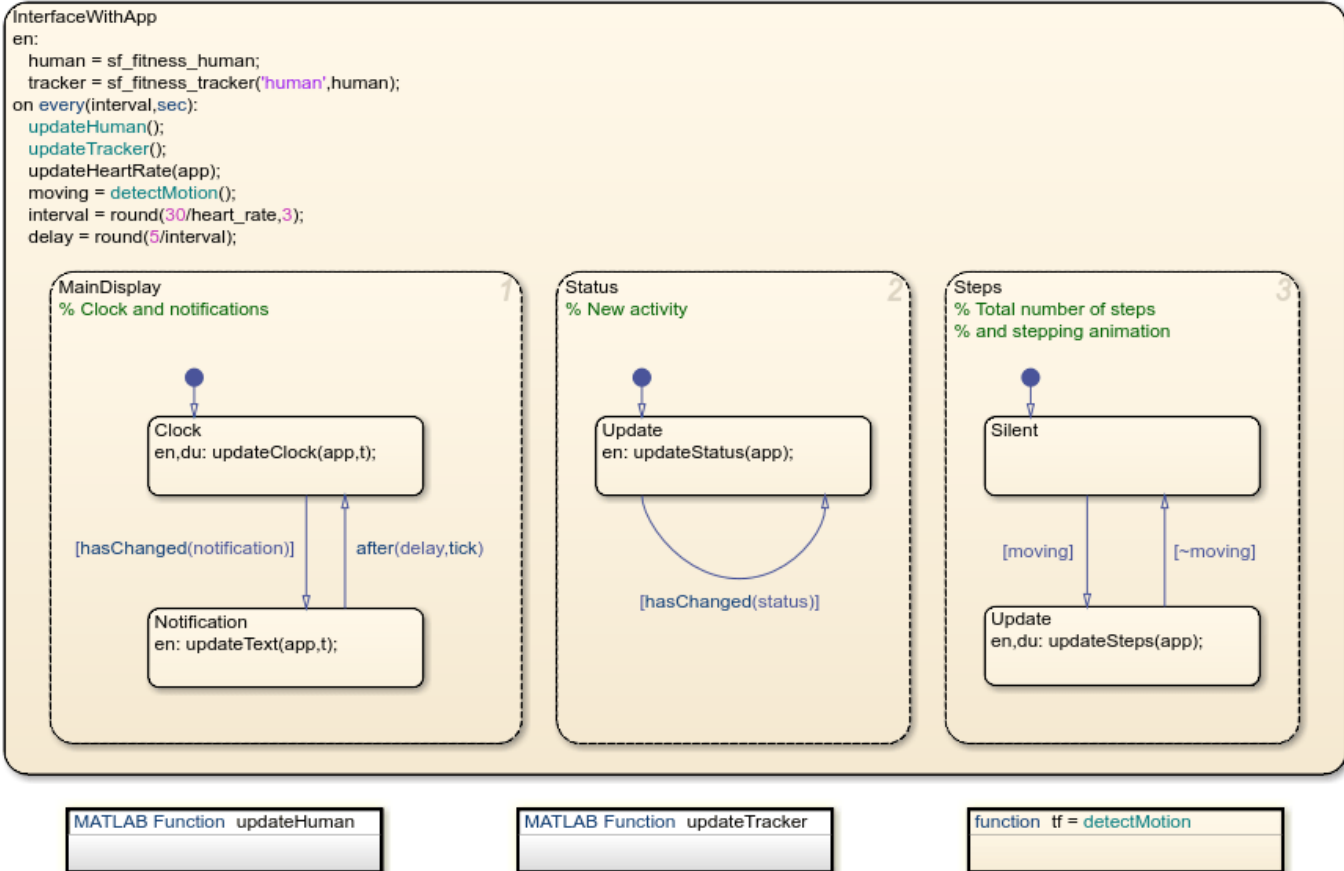 InterfaceWithApp
en:
human = sf_fitness_human;
tracker = sf_fitness_tracker('human',human);
on every(interval,sec):
updateHuman();
updateTracker();
updateHeartRate(app);
moving = detectMotion();
interval = round(30/heart_rate,3);
delay = round(5/interval);
MainDisplay
1
% Clock and notifications
Clock
en,du: updateClock(app,t);
[hasChanged(notification)]
after(delay,tick)
Notification
en: updateText(app,t);
Status
2
% New activity
Update
en: updateStatus(app);
[hasChanged(status)]
Steps
3
% Total number of steps
% and stepping animation
Silent
[moving]
[~moving]
Update
en,du: updateSteps(app);
MATLAB Function updateHuman
MATLAB Function updateTracker
function tf = detectMotion